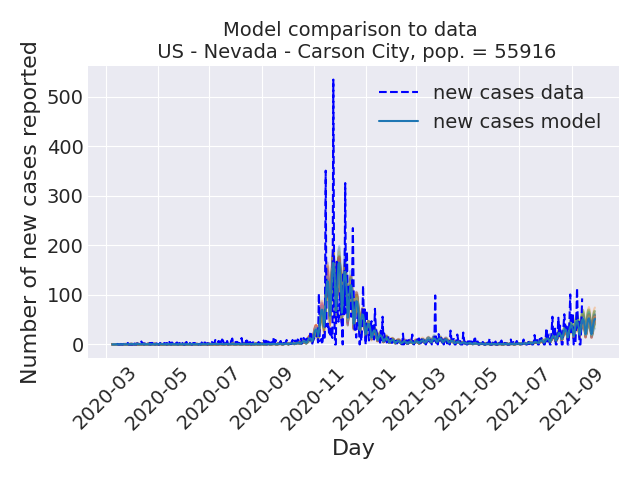 Model comparison to data
US - Nevada - Carson City, pop. = 55916
Number of new cases reported
500
400
300
200
100
0
new cases data
new cases model
2020-03
2020-05
2020-07
2020-09
2020-11
2021-01
2021-03
2021-05
2021-07
2021-09
Day